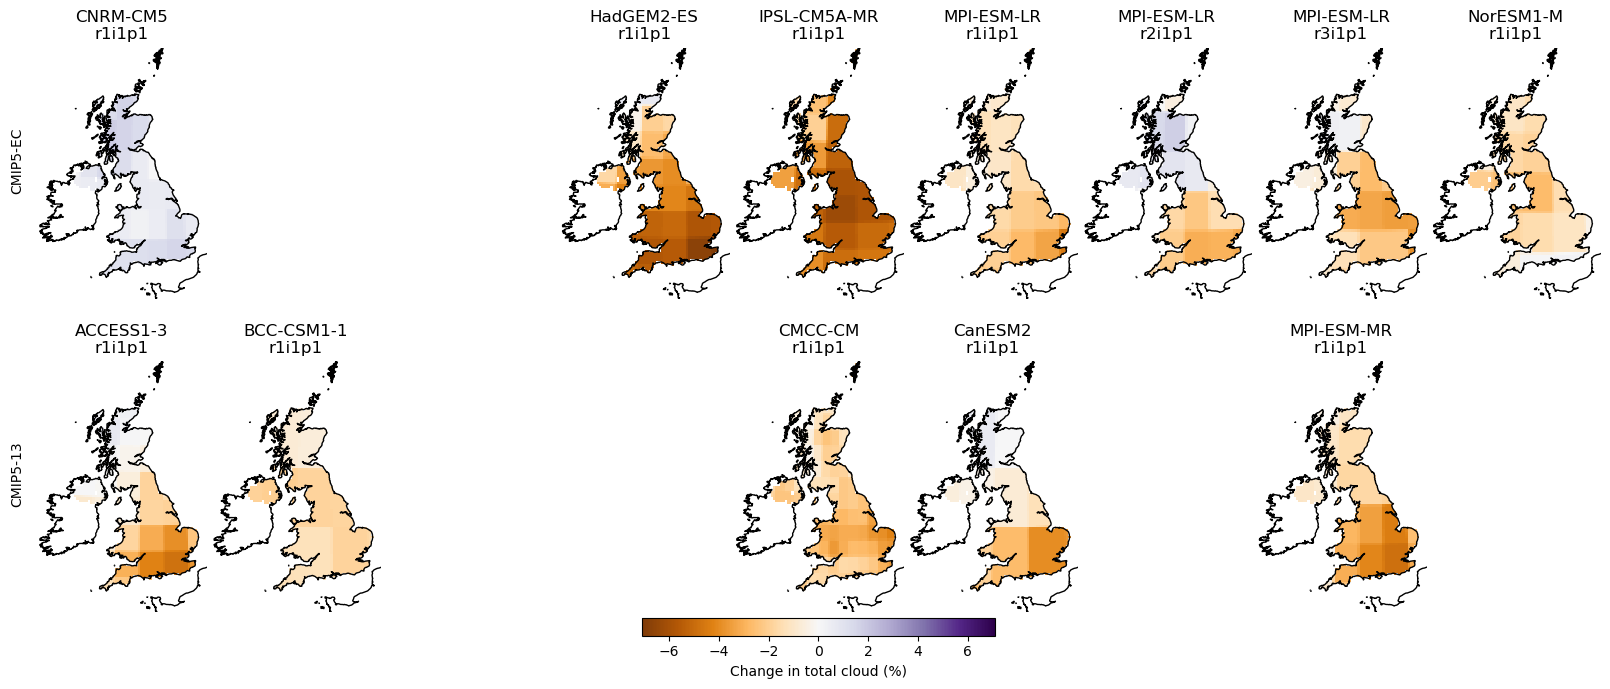 CNRM-CM5
r1i1p1
HadGEM2-ES
r1i1p1
IPSL-CM5A-MR
r1i1p1
MPI-ESM-LR
r1i1p1
MPI-ESM-LR
r2i1p1
MPI-ESM-LR
r3i1p1
NorESM1-M
r1i1p1
CMIP5-EC
ACCESS1-3
r1i1p1
BCC-CSM1-1
r1i1p1
CMCC-CM
r1i1p1
CanESM2
r1i1p1
MPI-ESM-MR
r1i1p1
CMIP5-13
−6 −4 −2 0 2 4 6
Change in total cloud (%)